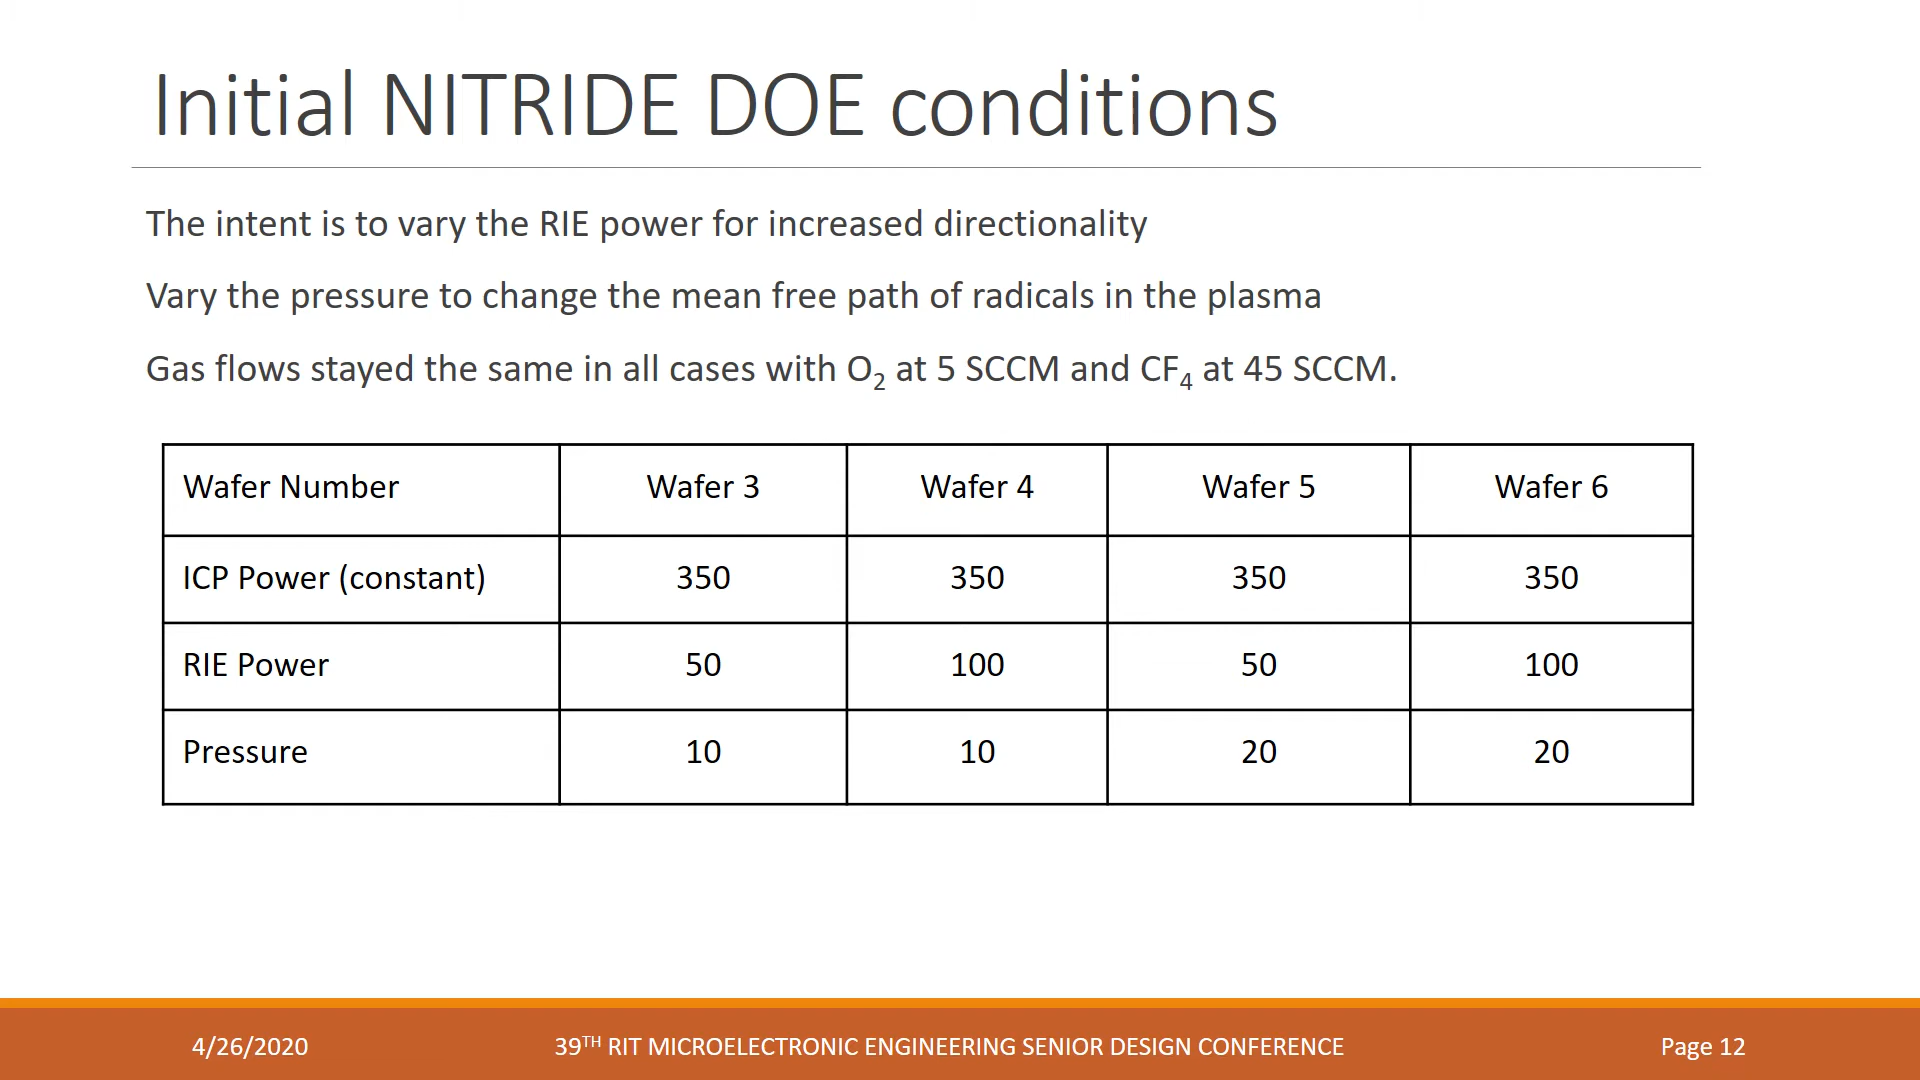 Initial NITRIDE DOE conditions
The intent is to vary the RIE power for increased directionality
Vary the pressure to change the mean free path of radicals in the plasma
Gas flows stayed the same in all cases with O₂ at 5 SCCM and CF₄ at 45 SCCM.
Wafer Number Wafer 3 Wafer 4 Wafer 5 Wafer 6
ICP Power (constant) 350 350 350 350
RIE Power 50 100 50 100
Pressure 10 10 20 20
4/26/2020 39TH RIT MICROELECTRONIC ENGINEERING SENIOR DESIGN CONFERENCE Page 12